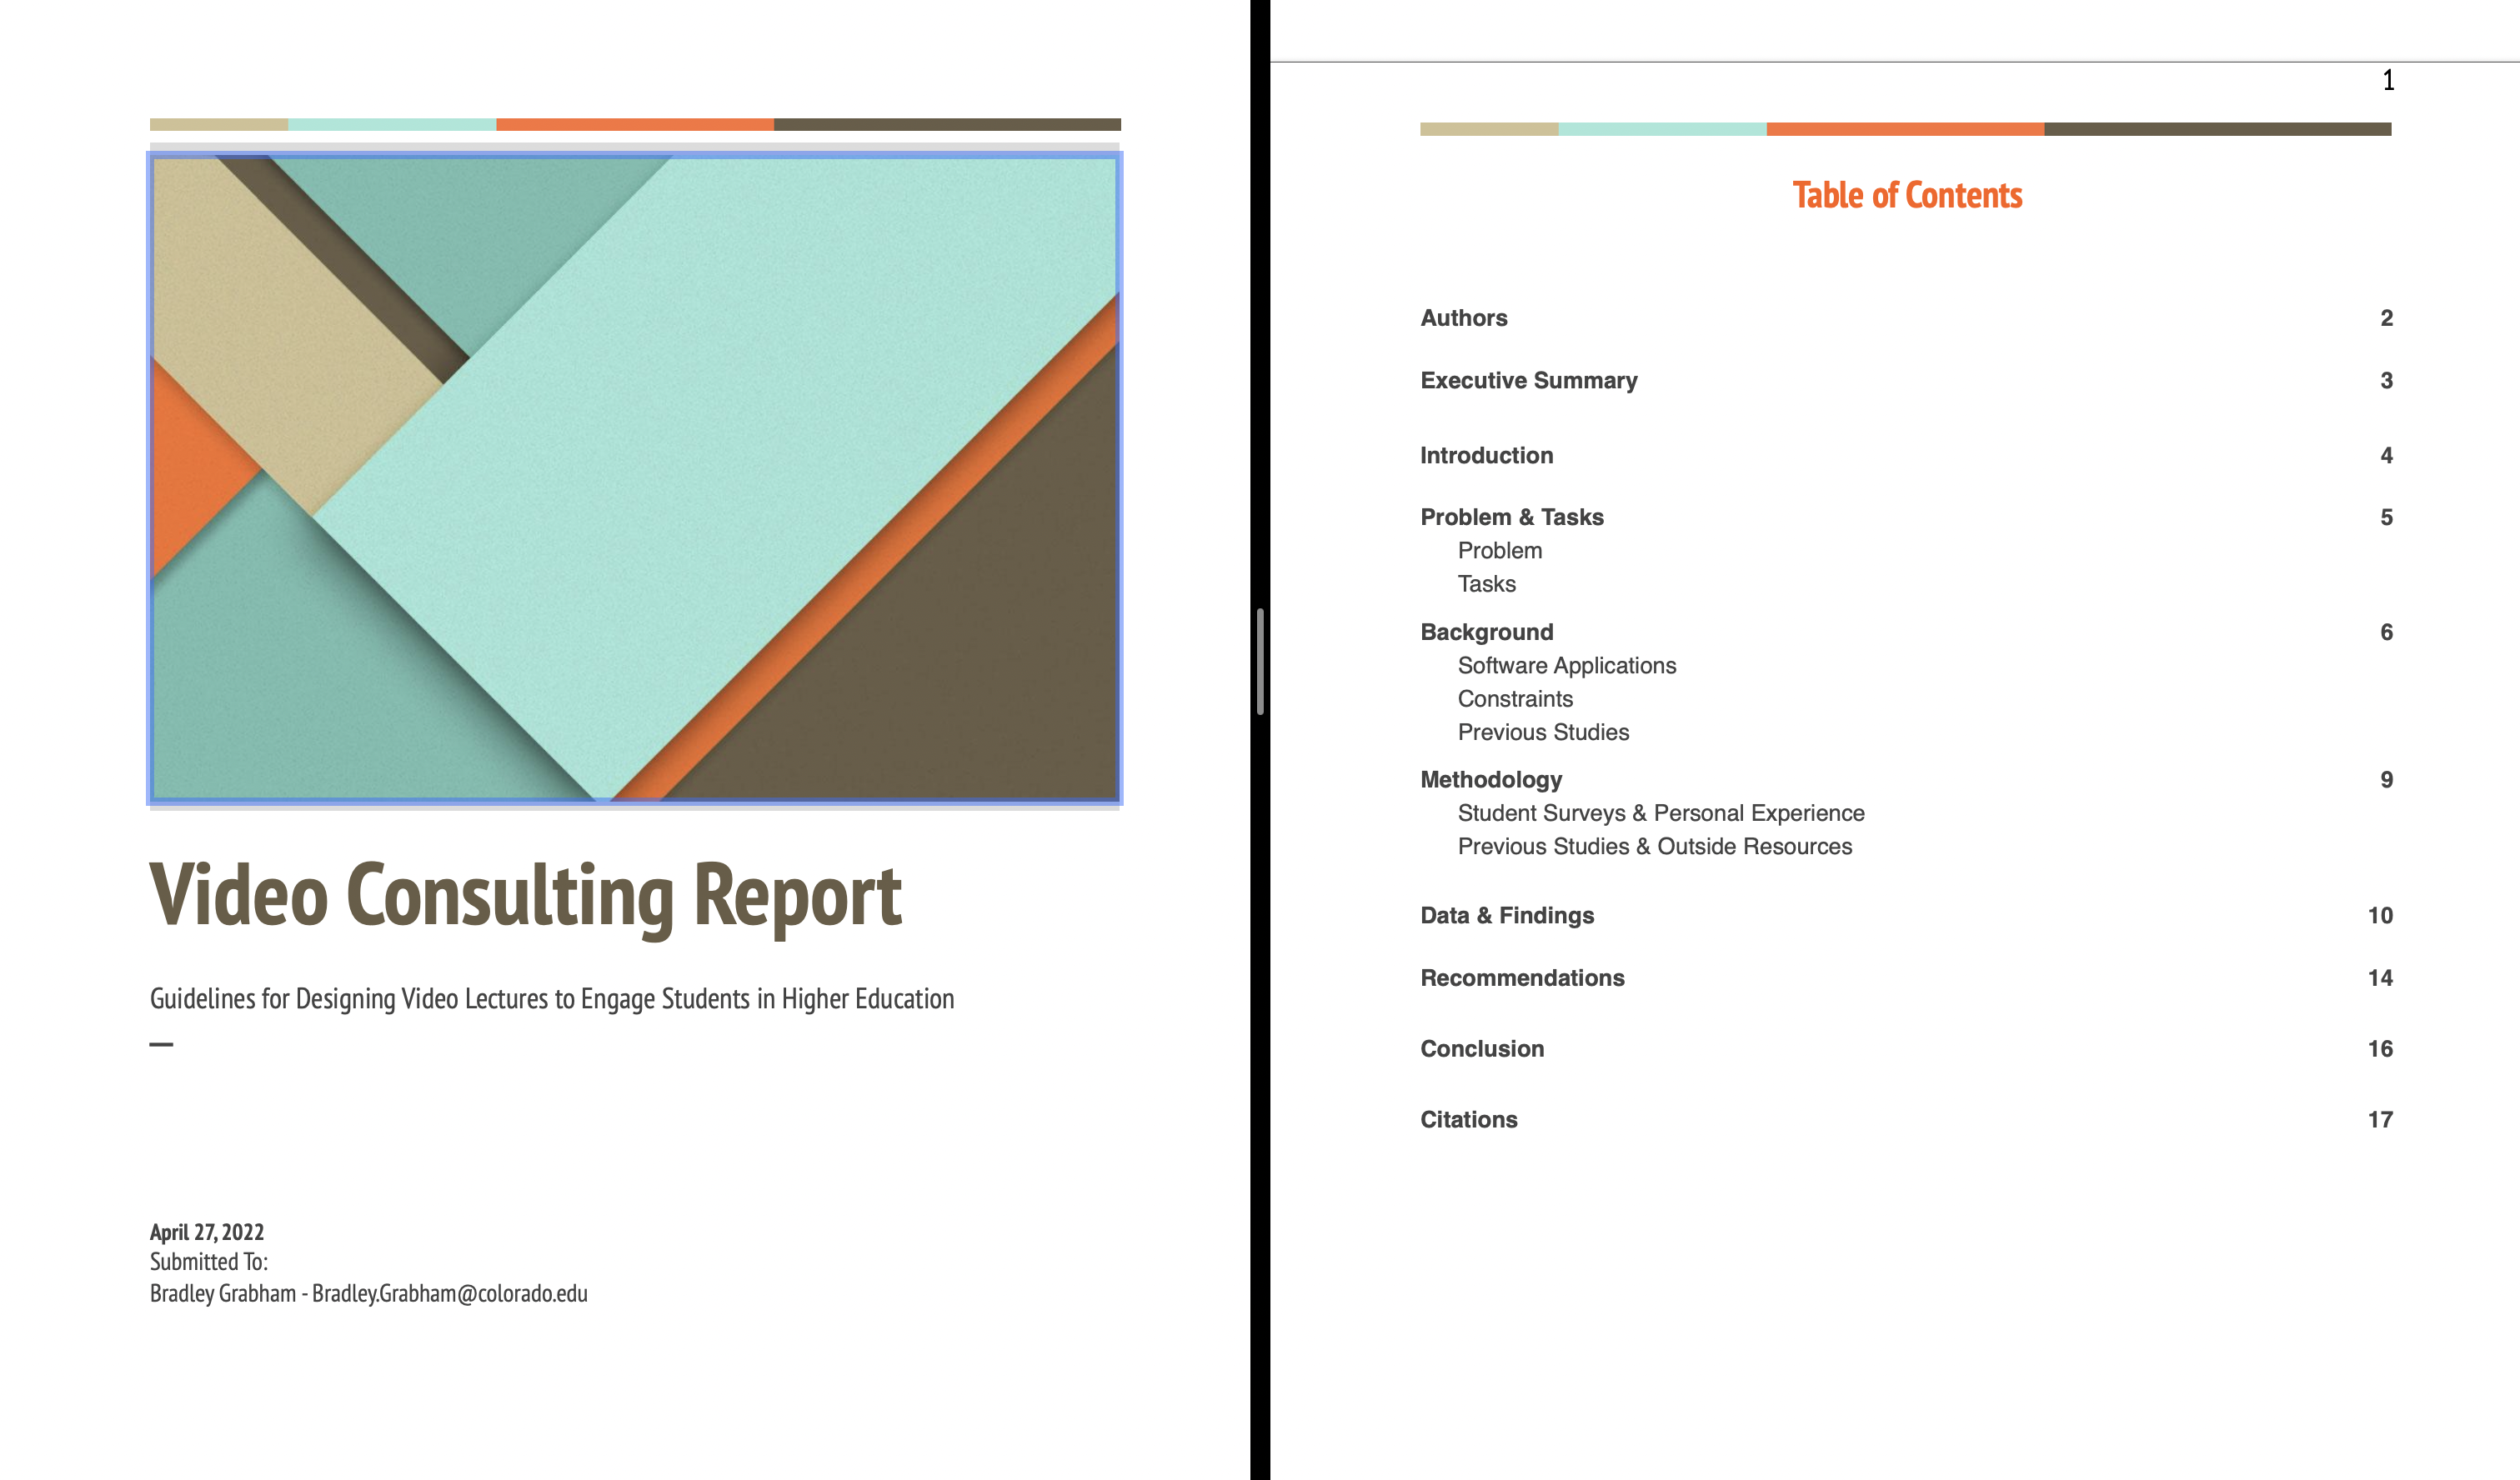 Video Consulting Report
Guidelines for Designing Video Lectures to Engage Students in Higher Education
—
April 27, 2022
Submitted To:
Bradley Grabham - Bradley.Grabham@colorado.edu
1
Table of Contents
Authors 2
Executive Summary 3
Introduction 4
Problem & Tasks 5
Problem
Tasks
Background 6
Software Applications
Constraints
Previous Studies
Methodology 9
Student Surveys & Personal Experience
Previous Studies & Outside Resources
Data & Findings 10
Recommendations 14
Conclusion 16
Citations 17